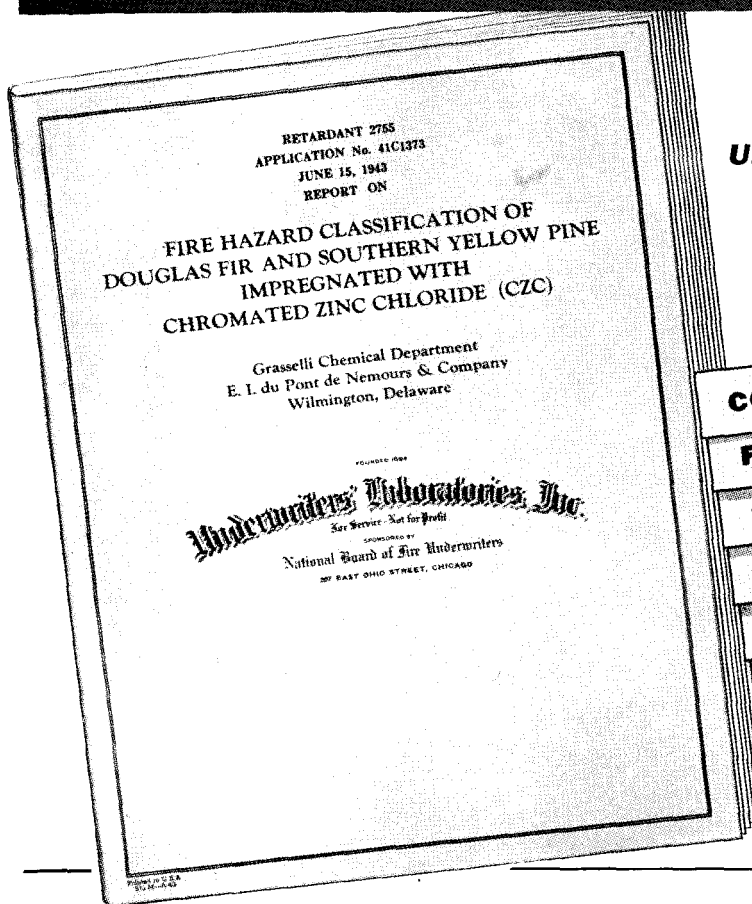 RETARDANT 2755
APPLICATION No. 41C1373
JUNE 15, 1943
REPORT ON
FIRE HAZARD CLASSIFICATION OF
DOUGLAS FIR AND SOUTHERN YELLOW PINE
IMPREGNATED WITH
CHROMATED ZINC CHLORIDE (CZC)
Grasselli Chemical Department
E. I. du Pont de Nemours & Company
Wilmington, Delaware
FOUNDED 1894
Underwriters' Laboratories, Inc.
For Service - Not for Profit
SPONSORED BY
National Board of Fire Underwriters
207 EAST OHIO STREET, CHICAGO
Printed in U S A
U
CO
F